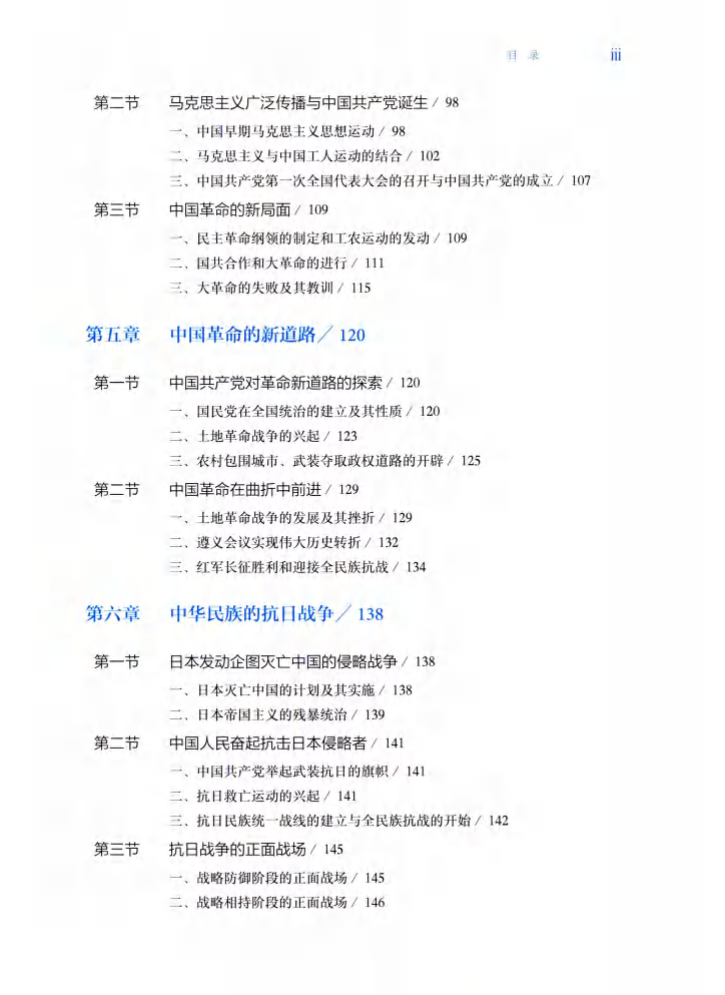 目 录 iii
第二节 马克思主义广泛传播与中国共产党诞生 / 98
一、中国早期马克思主义思想运动 / 98
二、马克思主义与中国工人运动的结合 / 102
三、中国共产党第一次全国代表大会的召开与中国共产党的成立 / 107
第三节 中国革命的新局面 / 109
一、民主革命纲领的制定和工农运动的发动 / 109
二、国共合作和大革命的进行 / 111
三、大革命的失败及其教训 / 115
第五章 中国革命的新道路 / 120
第一节 中国共产党对革命新道路的探索 / 120
一、国民党在全国统治的建立及其性质 / 120
二、土地革命战争的兴起 / 123
三、农村包围城市、武装夺取政权道路的开辟 / 125
第二节 中国革命在曲折中前进 / 129
一、土地革命战争的发展及其挫折 / 129
二、遵义会议实现伟大历史转折 / 132
三、红军长征胜利和迎接全民族抗战 / 134
第六章 中华民族的抗日战争 / 138
第一节 日本发动企图灭亡中国的侵略战争 / 138
一、日本灭亡中国的计划及其实施 / 138
二、日本帝国主义的残暴统治 / 139
第二节 中国人民奋起抗击日本侵略者 / 141
一、中国共产党举起武装抗日的旗帜 / 141
二、抗日救亡运动的兴起 / 141
三、抗日民族统一战线的建立与全民族抗战的开始 / 142
第三节 抗日战争的正面战场 / 145
一、战略防御阶段的正面战场 / 145
二、战略相持阶段的正面战场 / 146